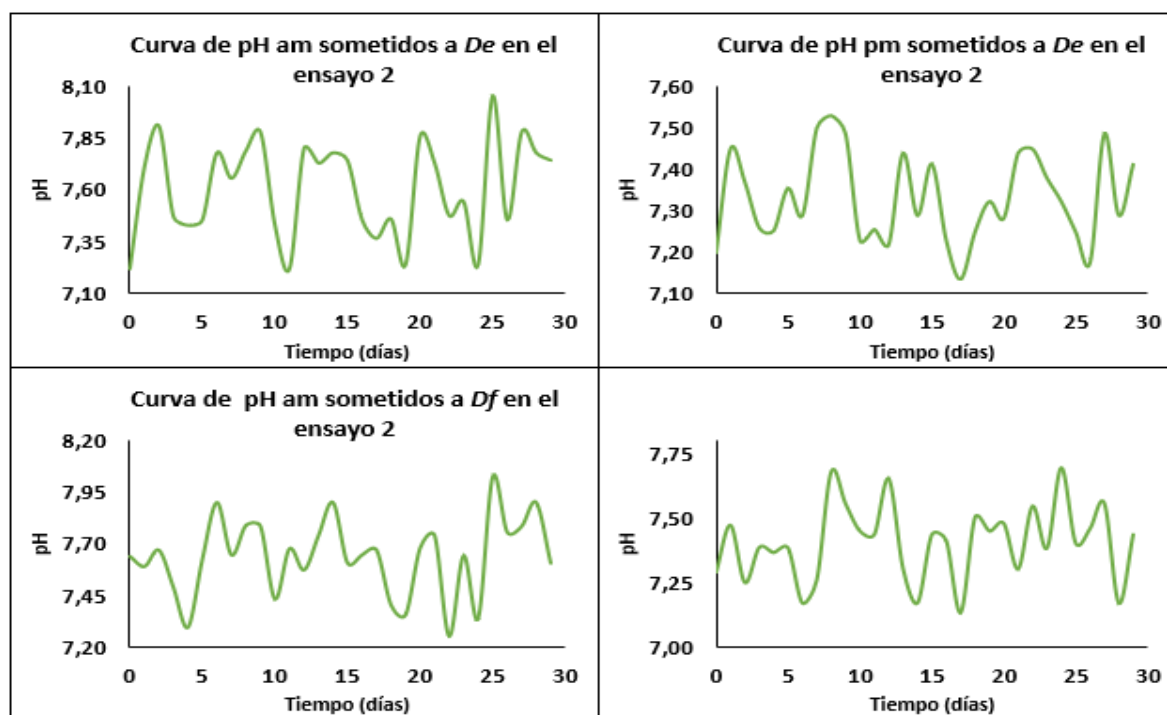 Curva de pH am sometidos a De en el
ensayo 2
8,10
7,85
7,60
7,35
7,10
pH
0 5 10 15 20 25 30
Tiempo (días)
Curva de pH pm sometidos a De en el
ensayo 2
7,60
7,50
7,40
7,30
7,20
7,10
pH
0 5 10 15 20 25 30
Tiempo (días)
Curva de pH am sometidos a Df en el
ensayo 2
8,20
7,95
7,70
7,45
7,20
pH
0 5 10 15 20 25 30
Tiempo (días)
7,75
7,50
7,25
7,00
pH
0 5 10 15 20 25 30
Tiempo (días)